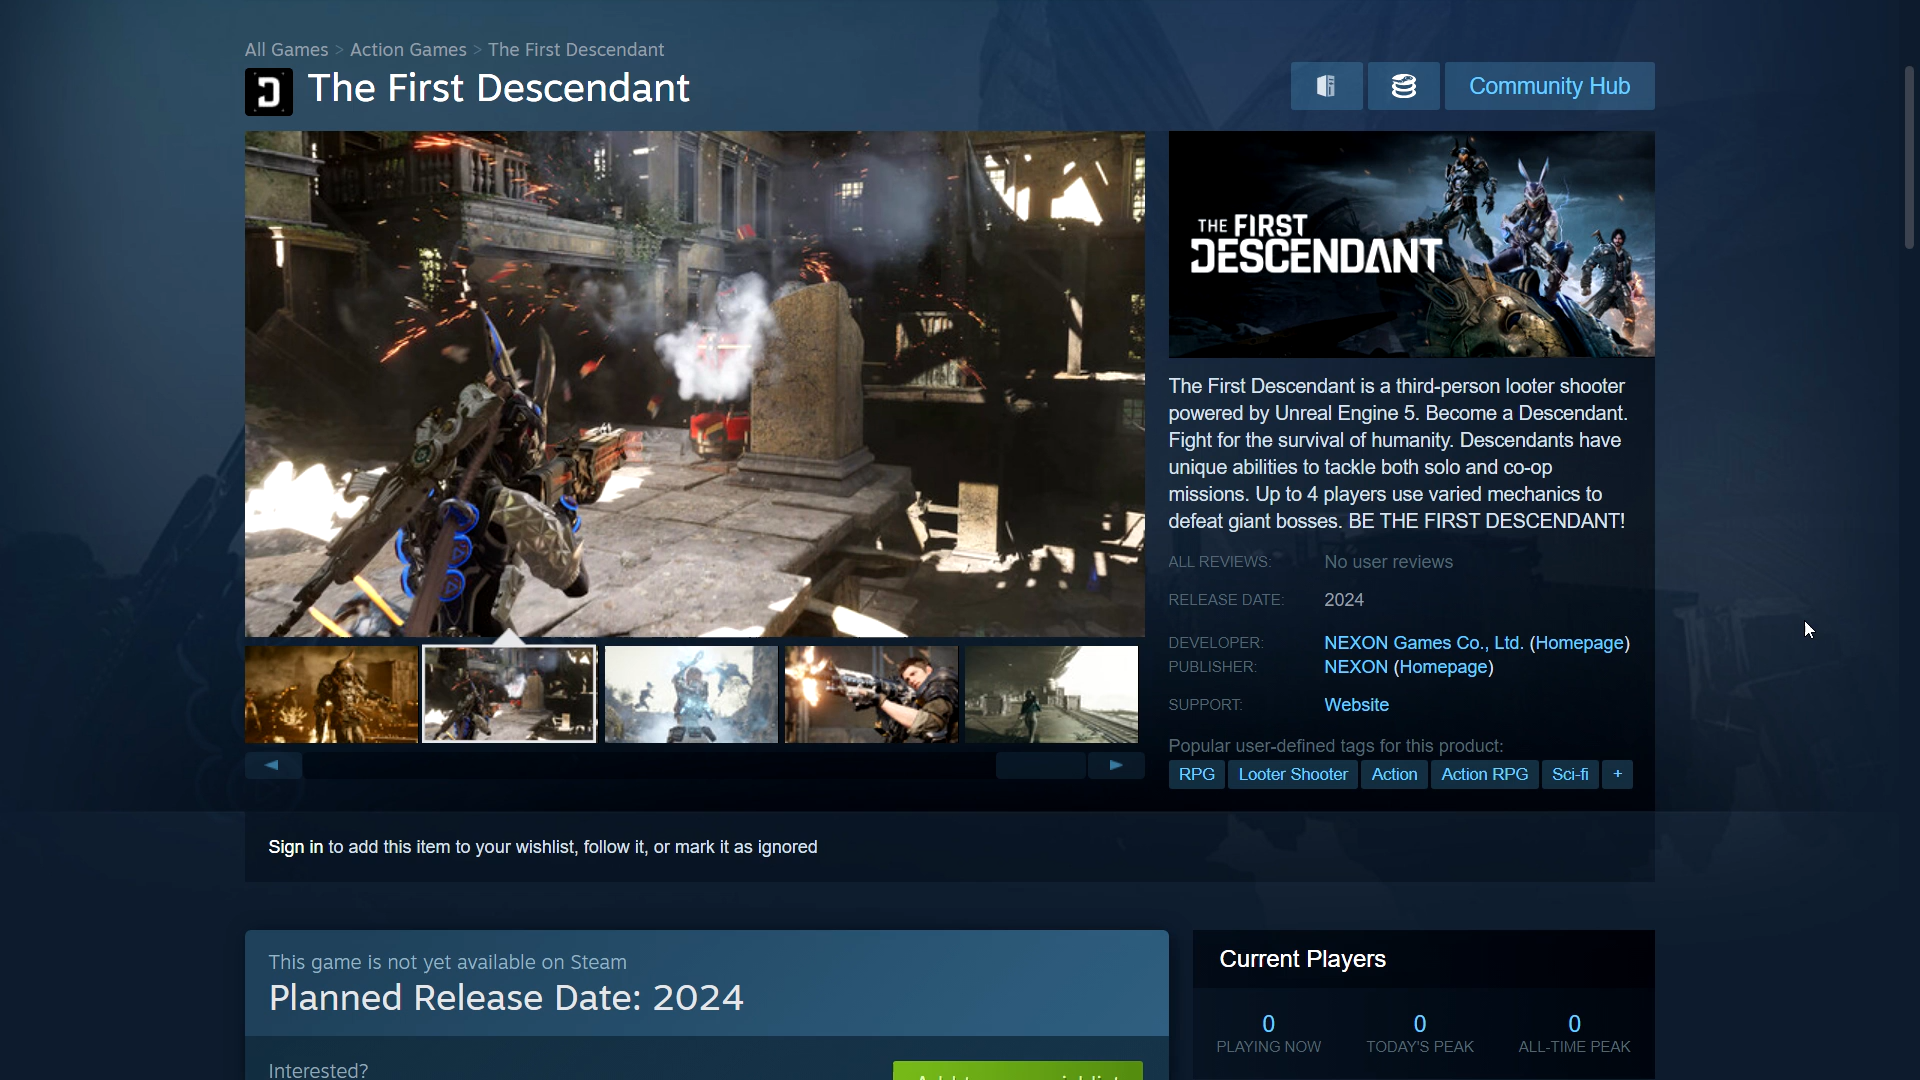 All Games > Action Games > The First Descendant
The First Descendant
Community Hub
THE FIRST
DESCENDANT
The First Descendant is a third-person looter shooter
powered by Unreal Engine 5. Become a Descendant.
Fight for the survival of humanity. Descendants have
unique abilities to tackle both solo and co-op
missions. Up to 4 players use varied mechanics to
defeat giant bosses. BE THE FIRST DESCENDANT!
ALL REVIEWS: No user reviews
RELEASE DATE: 2024
DEVELOPER: NEXON Games Co., Ltd. (Homepage)
PUBLISHER: NEXON (Homepage)
SUPPORT: Website
Popular user-defined tags for this product:
RPG Looter Shooter Action Action RPG Sci-fi +
Sign in to add this item to your wishlist, follow it, or mark it as ignored
This game is not yet available on Steam
Planned Release Date: 2024
Interested?
Current Players
0 0 0
PLAYING NOW TODAY'S PEAK ALL-TIME PEAK